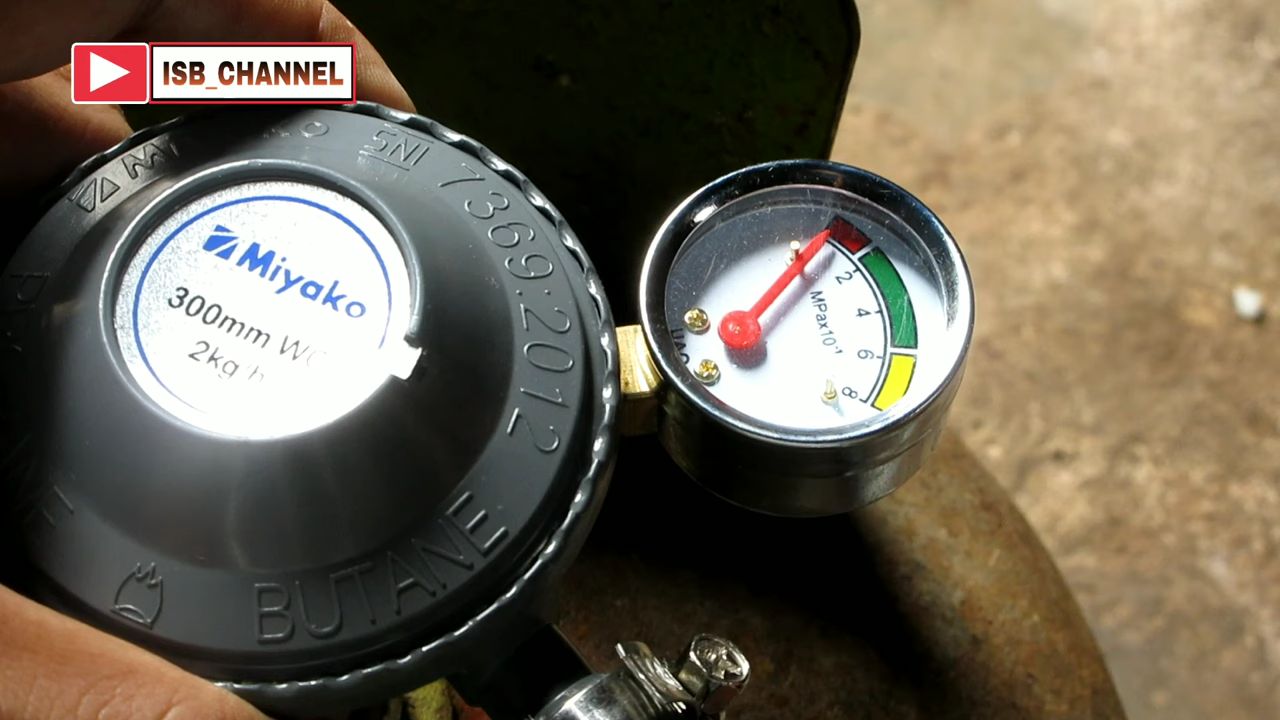 ISB_CHANNEL
SNI 7369:2012
Miyako
300mm
2kg/h
BUTANE
2
4
6
8
MPax10⁻¹